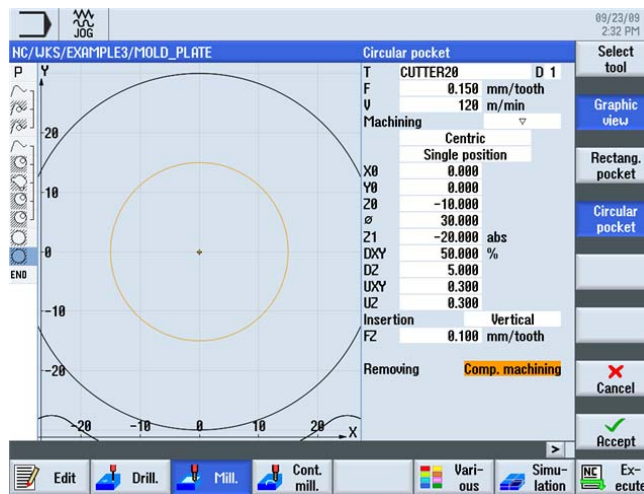 JOG
09/23/09
2:32 PM
NC/WKS/EXAMPLE3/MOLD_PLATE
Circular pocket
Select tool
P
Y
T CUTTER20 D 1
F 0.150 mm/tooth
V 120 m/min
Machining ▽
Centric
Single position
X0 0.000
Y0 0.000
Z0 -10.000
ø 30.000
Z1 -20.000 abs
DXY 50.000 %
DZ 5.000
UXY 0.300
UZ 0.300
Insertion Vertical
FZ 0.100 mm/tooth
Removing Comp. machining
20
10
0
-10
-20
-20 -10 0 10 20 X
END
Graphic view
Rectang. pocket
Circular pocket
Cancel
Accept
>
Edit
Drill.
Mill.
Cont. mill.
Vari- ous
Simu- lation
NC Ex- ecute